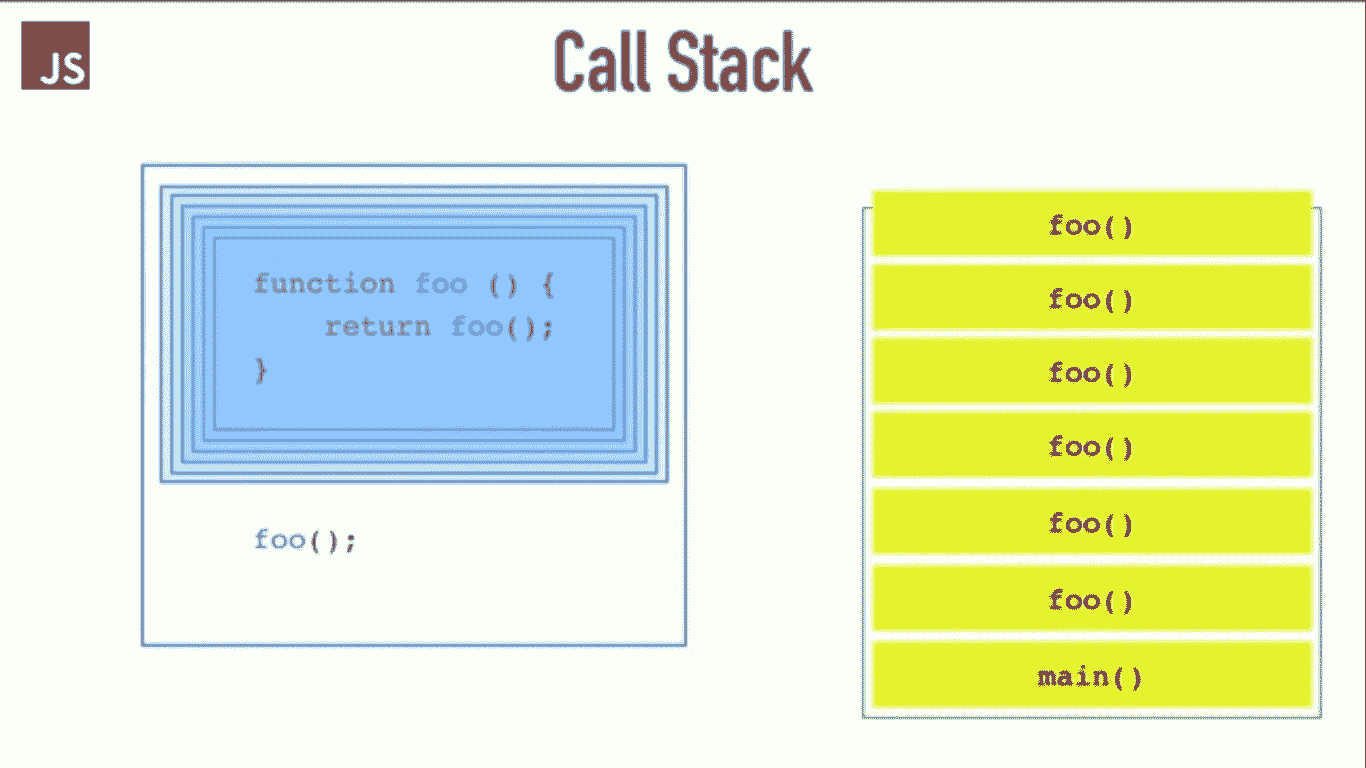 JS
Call Stack
function foo () {
return foo();
}
foo();
foo()
foo()
foo()
foo()
foo()
foo()
main()